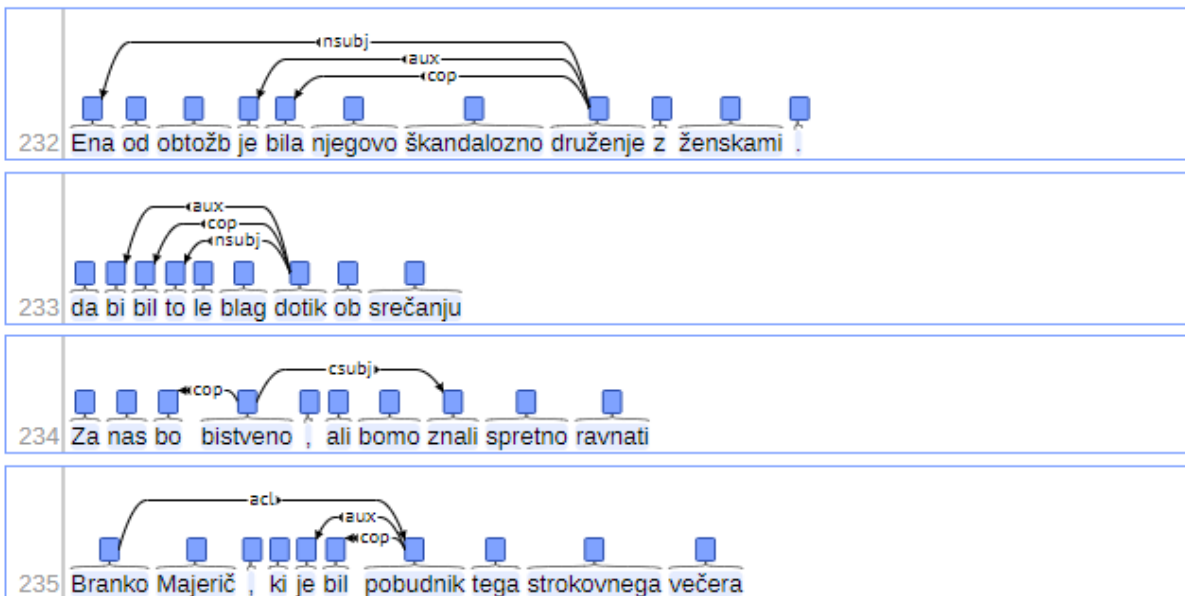 nsubj
aux
cop
232 Ena od obtožb je bila njegovo škandalozno druženje z ženskami .
aux
cop
nsubj
233 da bi bil to le blag dotik ob srečanju
cop csubj
234 Za nas bo bistveno , ali bomo znali spretno ravnati
acl
aux
cop
235 Branko Majerič , ki je bil pobudnik tega strokovnega večera